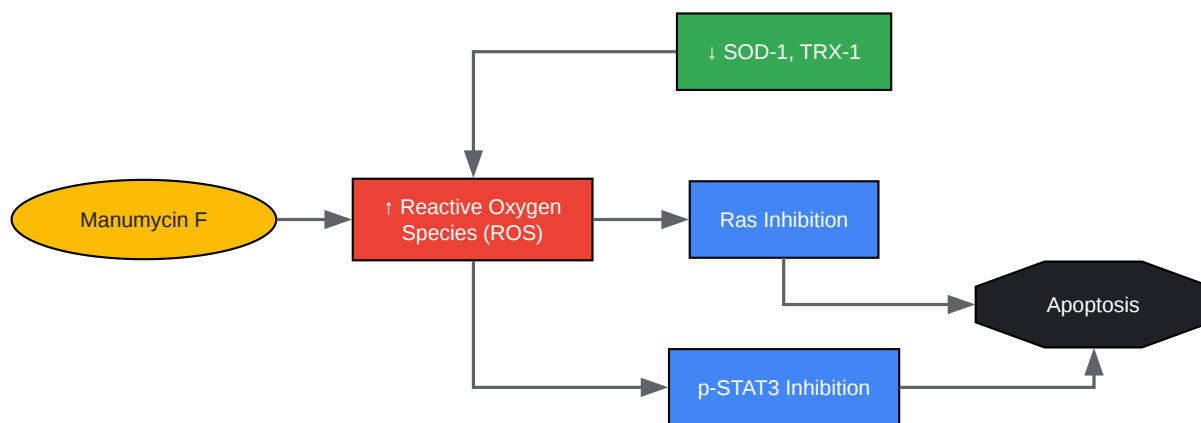 ↓ SOD-1, TRX-1
Manumycin F
↑ Reactive Oxygen
Species (ROS)
Ras Inhibition
Apoptosis
p-STAT3 Inhibition